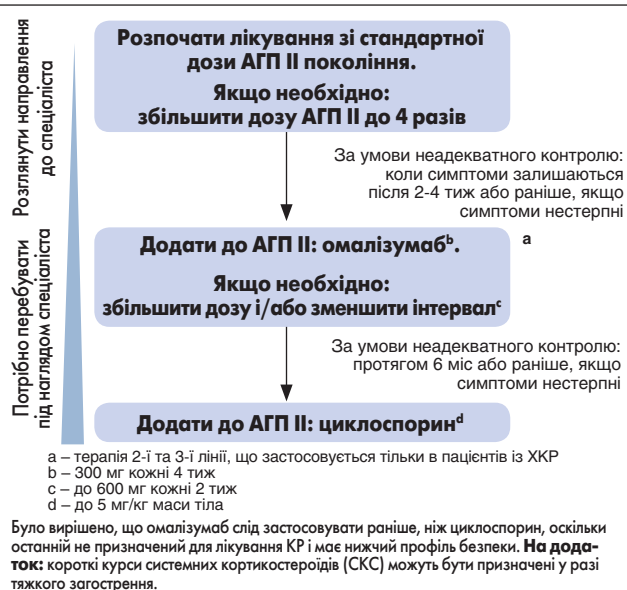 Розглянути направлення
до спеціаліста
Розпочати лікування зі стандартної
дози АГП II покоління.
Якщо необхідно:
збільшити дозу АГП II до 4 разів
За умови неадекватного контролю:
коли симптоми залишаються
після 2-4 тиж або раніше, якщо
симптоми нестерпні
Потрібно перебувати
під наглядом спеціаліста
Додати до АГП II: омалізумабᵇ.
Якщо необхідно:
збільшити дозу і/або зменшити інтервалᶜ
a
За умови неадекватного контролю:
протягом 6 міс або раніше, якщо
симптоми нестерпні
Додати до АГП II: циклоспоринᵈ
a – терапія 2-ї та 3-ї лінії, що застосовується тільки в пацієнтів із ХКР
b – 300 мг кожні 4 тиж
c – до 600 мг кожні 2 тиж
d – до 5 мг/кг маси тіла
Було вирішено, що омалізумаб слід застосовувати раніше, ніж циклоспорин, оскільки
останній не призначений для лікування КР і має нижчий профіль безпеки. На дода-
ток: короткі курси системних кортикостероїдів (СКС) можуть бути призначені у разі
тяжкого загострення.